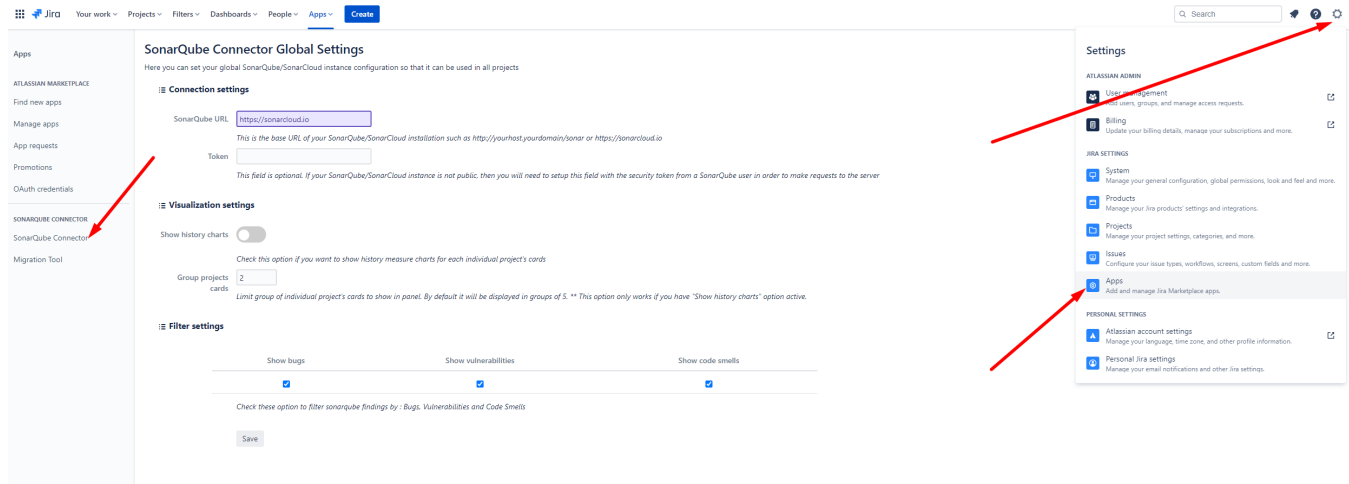 Jira
Your work
Projects
Filters
Dashboards
People
Apps
Create
Search
Apps
ATLASSIAN MARKETPLACE
Find new apps
Manage apps
App requests
Promotions
OAuth credentials
SONARQUBE CONNECTOR
SonarQube Connector
Migration Tool
SonarQube Connector Global Settings
Here you can set your global SonarQube/SonarCloud instance configuration so that it can be used in all projects
Connection settings
SonarQube URL
https://sonarcloud.io
This is the base URL of your SonarQube/SonarCloud installation such as http://yourhost.yourdomain/sonar or https://sonarcloud.io
Token
This field is optional. If your SonarQube/SonarCloud instance is not public, then you will need to setup this field with the security token from a SonarQube user in order to make requests to the server
Visualization settings
Show history charts
Check this option if you want to show history measure charts for each individual project's cards
Group projects
cards
2
Limit group of individual project's cards to show in panel. By default it will be displayed in groups of 5. ** This option only works if you have "Show history charts" option active.
Filter settings
Show bugs
Show vulnerabilities
Show code smells
Check these option to filter sonarqube findings by : Bugs, Vulnerabilities and Code Smells
Save
Settings
ATLASSIAN ADMIN
User management
Add users, groups, and manage access requests.
Billing
Update your billing details, manage your subscriptions and more.
JIRA SETTINGS
System
Manage your general configuration, global permissions, look and feel and more.
Products
Manage your Jira products' settings and integrations.
Projects
Manage your project settings, categories, and more.
Issues
Configure your issue types, workflows, screens, custom fields and more.
Apps
Add and manage Jira Marketplace apps.
PERSONAL SETTINGS
Atlassian account settings
Manage your language, time zone, and other profile information.
Personal Jira settings
Manage your email notifications and other Jira settings.